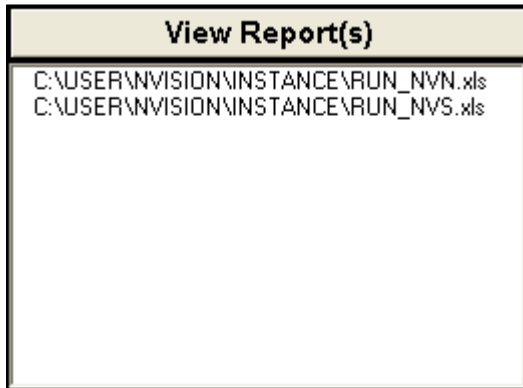 View Report(s)
C:\USER\NVISION\INSTANCE\RUN_NVN.xls
C:\USER\NVISION\INSTANCE\RUN_NVS.xls